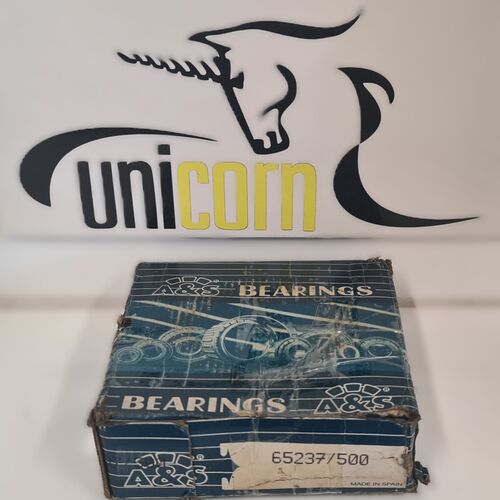 unicorn
A&S® BEARINGS
BEARINGS A&S®
A&S
65237/500
MADE IN SPAIN